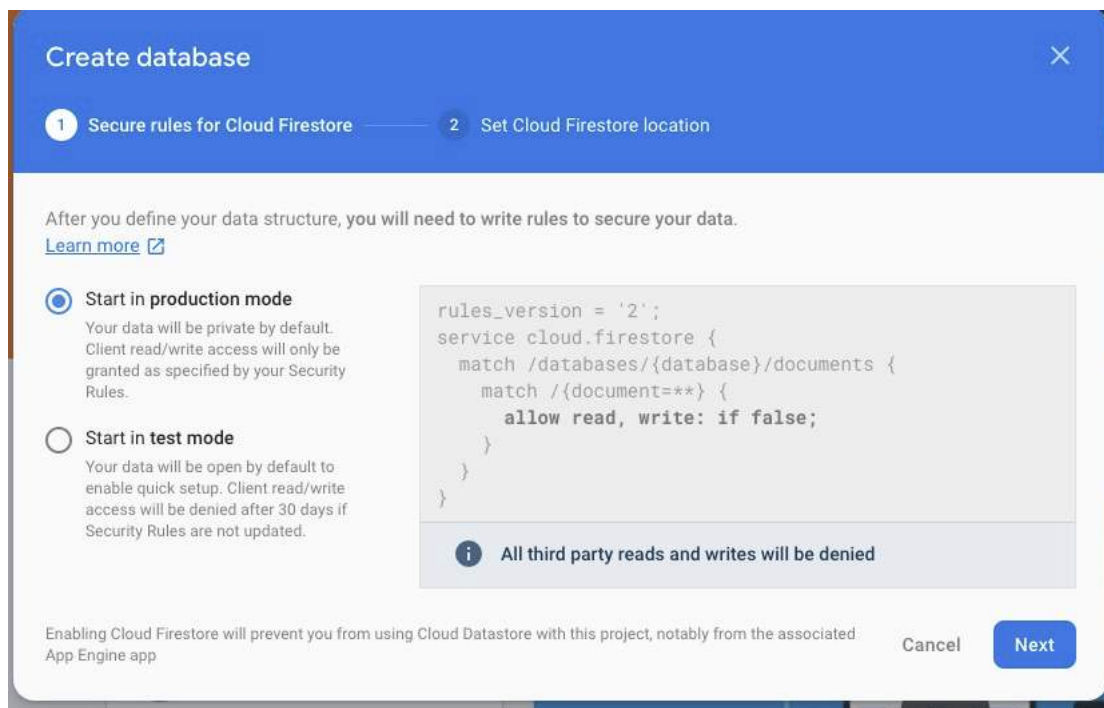 Create database
1 Secure rules for Cloud Firestore
2 Set Cloud Firestore location
After you define your data structure, you will need to write rules to secure your data.
Learn more
Start in production mode
Your data will be private by default.
Client read/write access will only be
granted as specified by your Security
Rules.
Start in test mode
Your data will be open by default to
enable quick setup. Client read/write
access will be denied after 30 days if
Security Rules are not updated.
rules_version = '2';
service cloud.firestore {
  match /databases/{database}/documents {
    match /{document=**} {
      allow read, write: if false;
    }
  }
}
All third party reads and writes will be denied
Enabling Cloud Firestore will prevent you from using Cloud Datastore with this project, notably from the associated
App Engine app
Cancel
Next